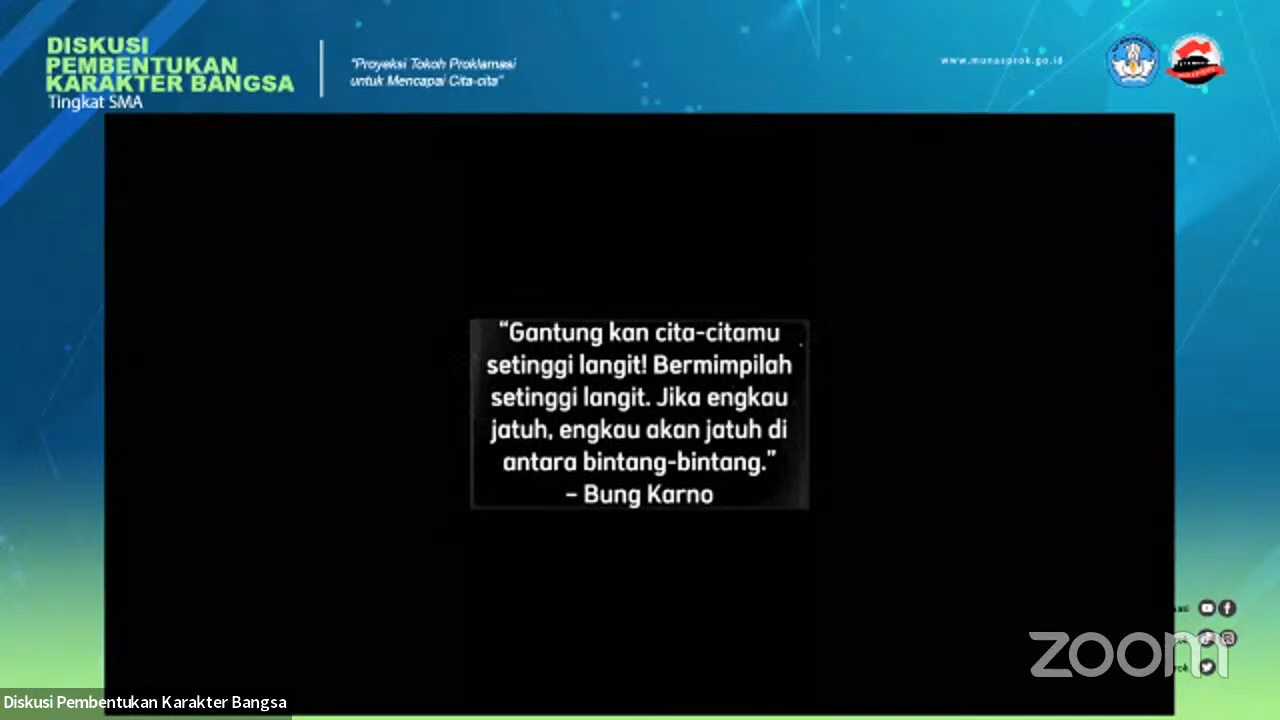 DISKUSI
PEMBENTUKAN
KARAKTER BANGSA
Tingkat SMA
"Proyeksi Tokoh Proklamasi
untuk Mencapai Cita-cita"
www.munasprok.go.id
"Gantung kan cita-citamu
setinggi langit! Bermimpilah
setinggi langit. Jika engkau
jatuh, engkau akan jatuh di
antara bintang-bintang."
– Bung Karno
zoom
Diskusi Pembentukan Karakter Bangsa